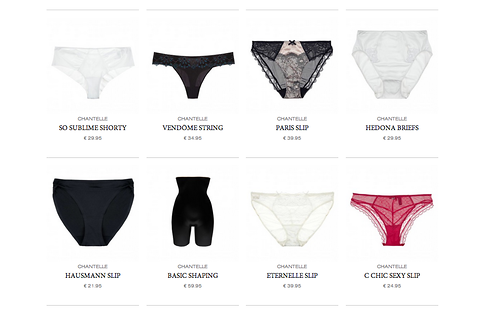 CHANTELLE
SO SUBLIME SHORTY
€ 29.95
CHANTELLE
VENDÔME STRING
€ 34.95
CHANTELLE
PARIS SLIP
€ 39.95
CHANTELLE
HEDONA BRIEFS
€ 29.95
CHANTELLE
HAUSMANN SLIP
€ 21.95
CHANTELLE
BASIC SHAPING
€ 59.95
CHANTELLE
ETERNELLE SLIP
€ 39.95
CHANTELLE
C CHIC SEXY SLIP
€ 24.95